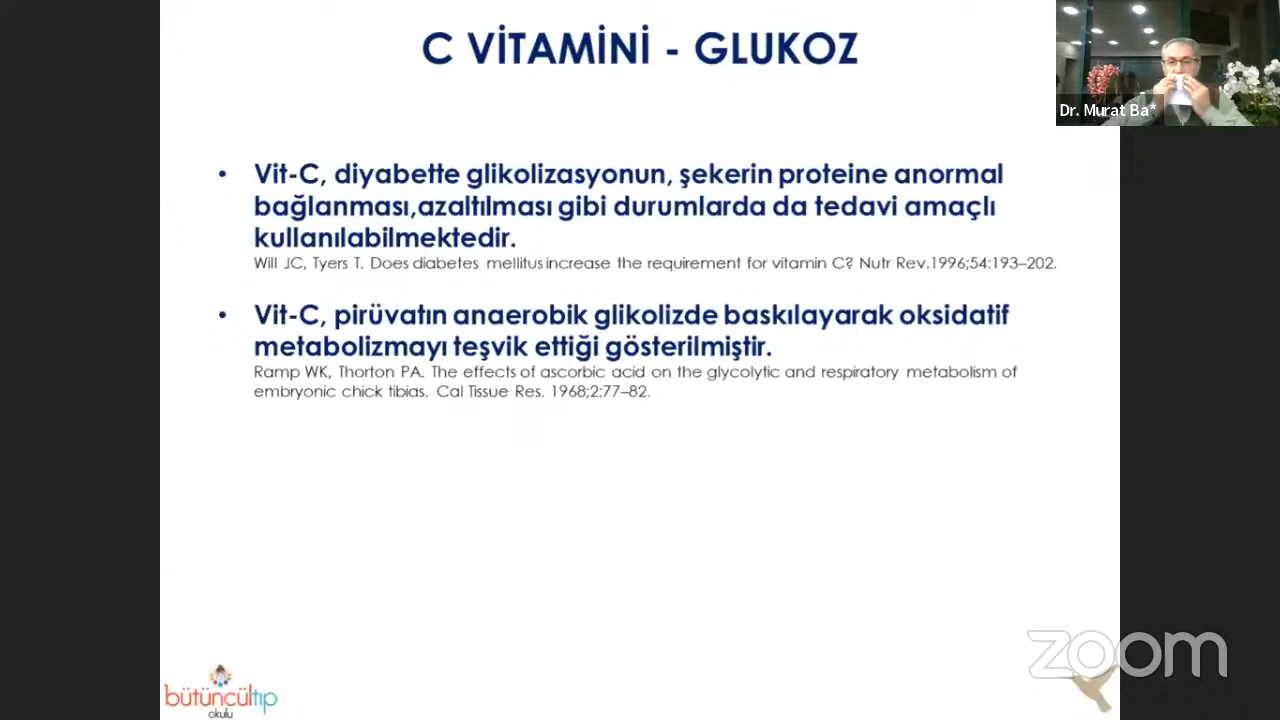 C VİTAMİNİ - GLUKOZ
Dr. Murat Ba*
• Vit-C, diyabette glikolizasyonun, şekerin proteine anormal
bağlanması,azaltılması gibi durumlarda da tedavi amaçlı
kullanılabilmektedir.
Will JC, Tyers T. Does diabetes mellitus increase the requirement for vitamin C? Nutr Rev.1996;54:193–202.
• Vit-C, pirüvatın anaerobik glikolizde baskılayarak oksidatif
metabolizmayı teşvik ettiği gösterilmiştir.
Ramp WK, Thorton PA. The effects of ascorbic acid on the glycolytic and respiratory metabolism of
embryonic chick tibias. Cal Tissue Res. 1968;2:77–82.
zoom
bütüncültıp
okulu